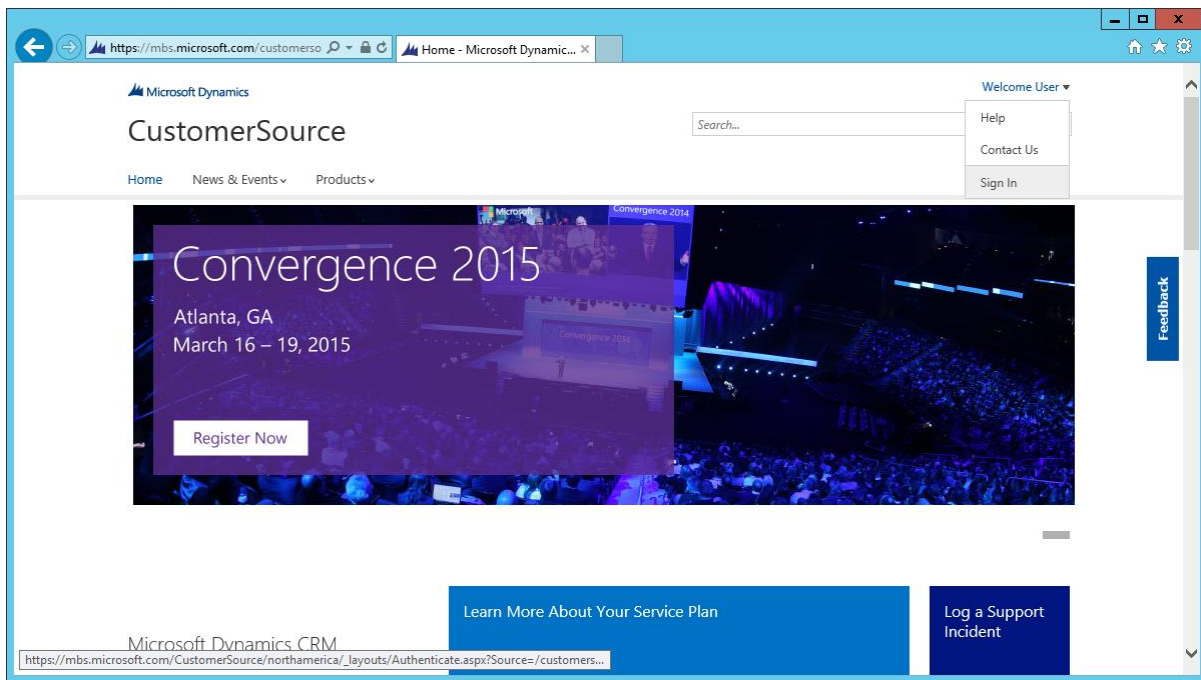 https://mbs.microsoft.com/customerso
Home - Microsoft Dynamic...
Microsoft Dynamics
Welcome User
CustomerSource
Search...
Help
Contact Us
Home News & Events Products
Sign In
Microsoft
Convergence 2014
Convergence 2015
Atlanta, GA
March 16 – 19, 2015
Convergence 2014
Register Now
Feedback
Learn More About Your Service Plan
Log a Support
Incident
Microsoft Dynamics CRM
https://mbs.microsoft.com/CustomerSource/northamerica/_layouts/Authenticate.aspx?Source=/customers...